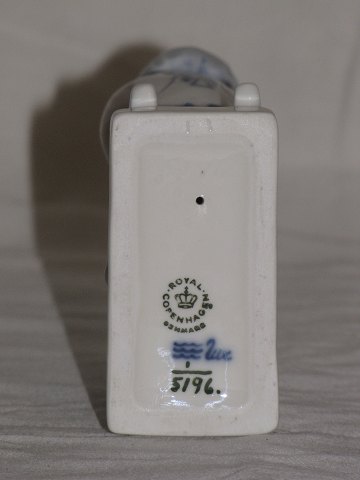 ROYAL
COPENHAGEN
DENMARK
1
5196.